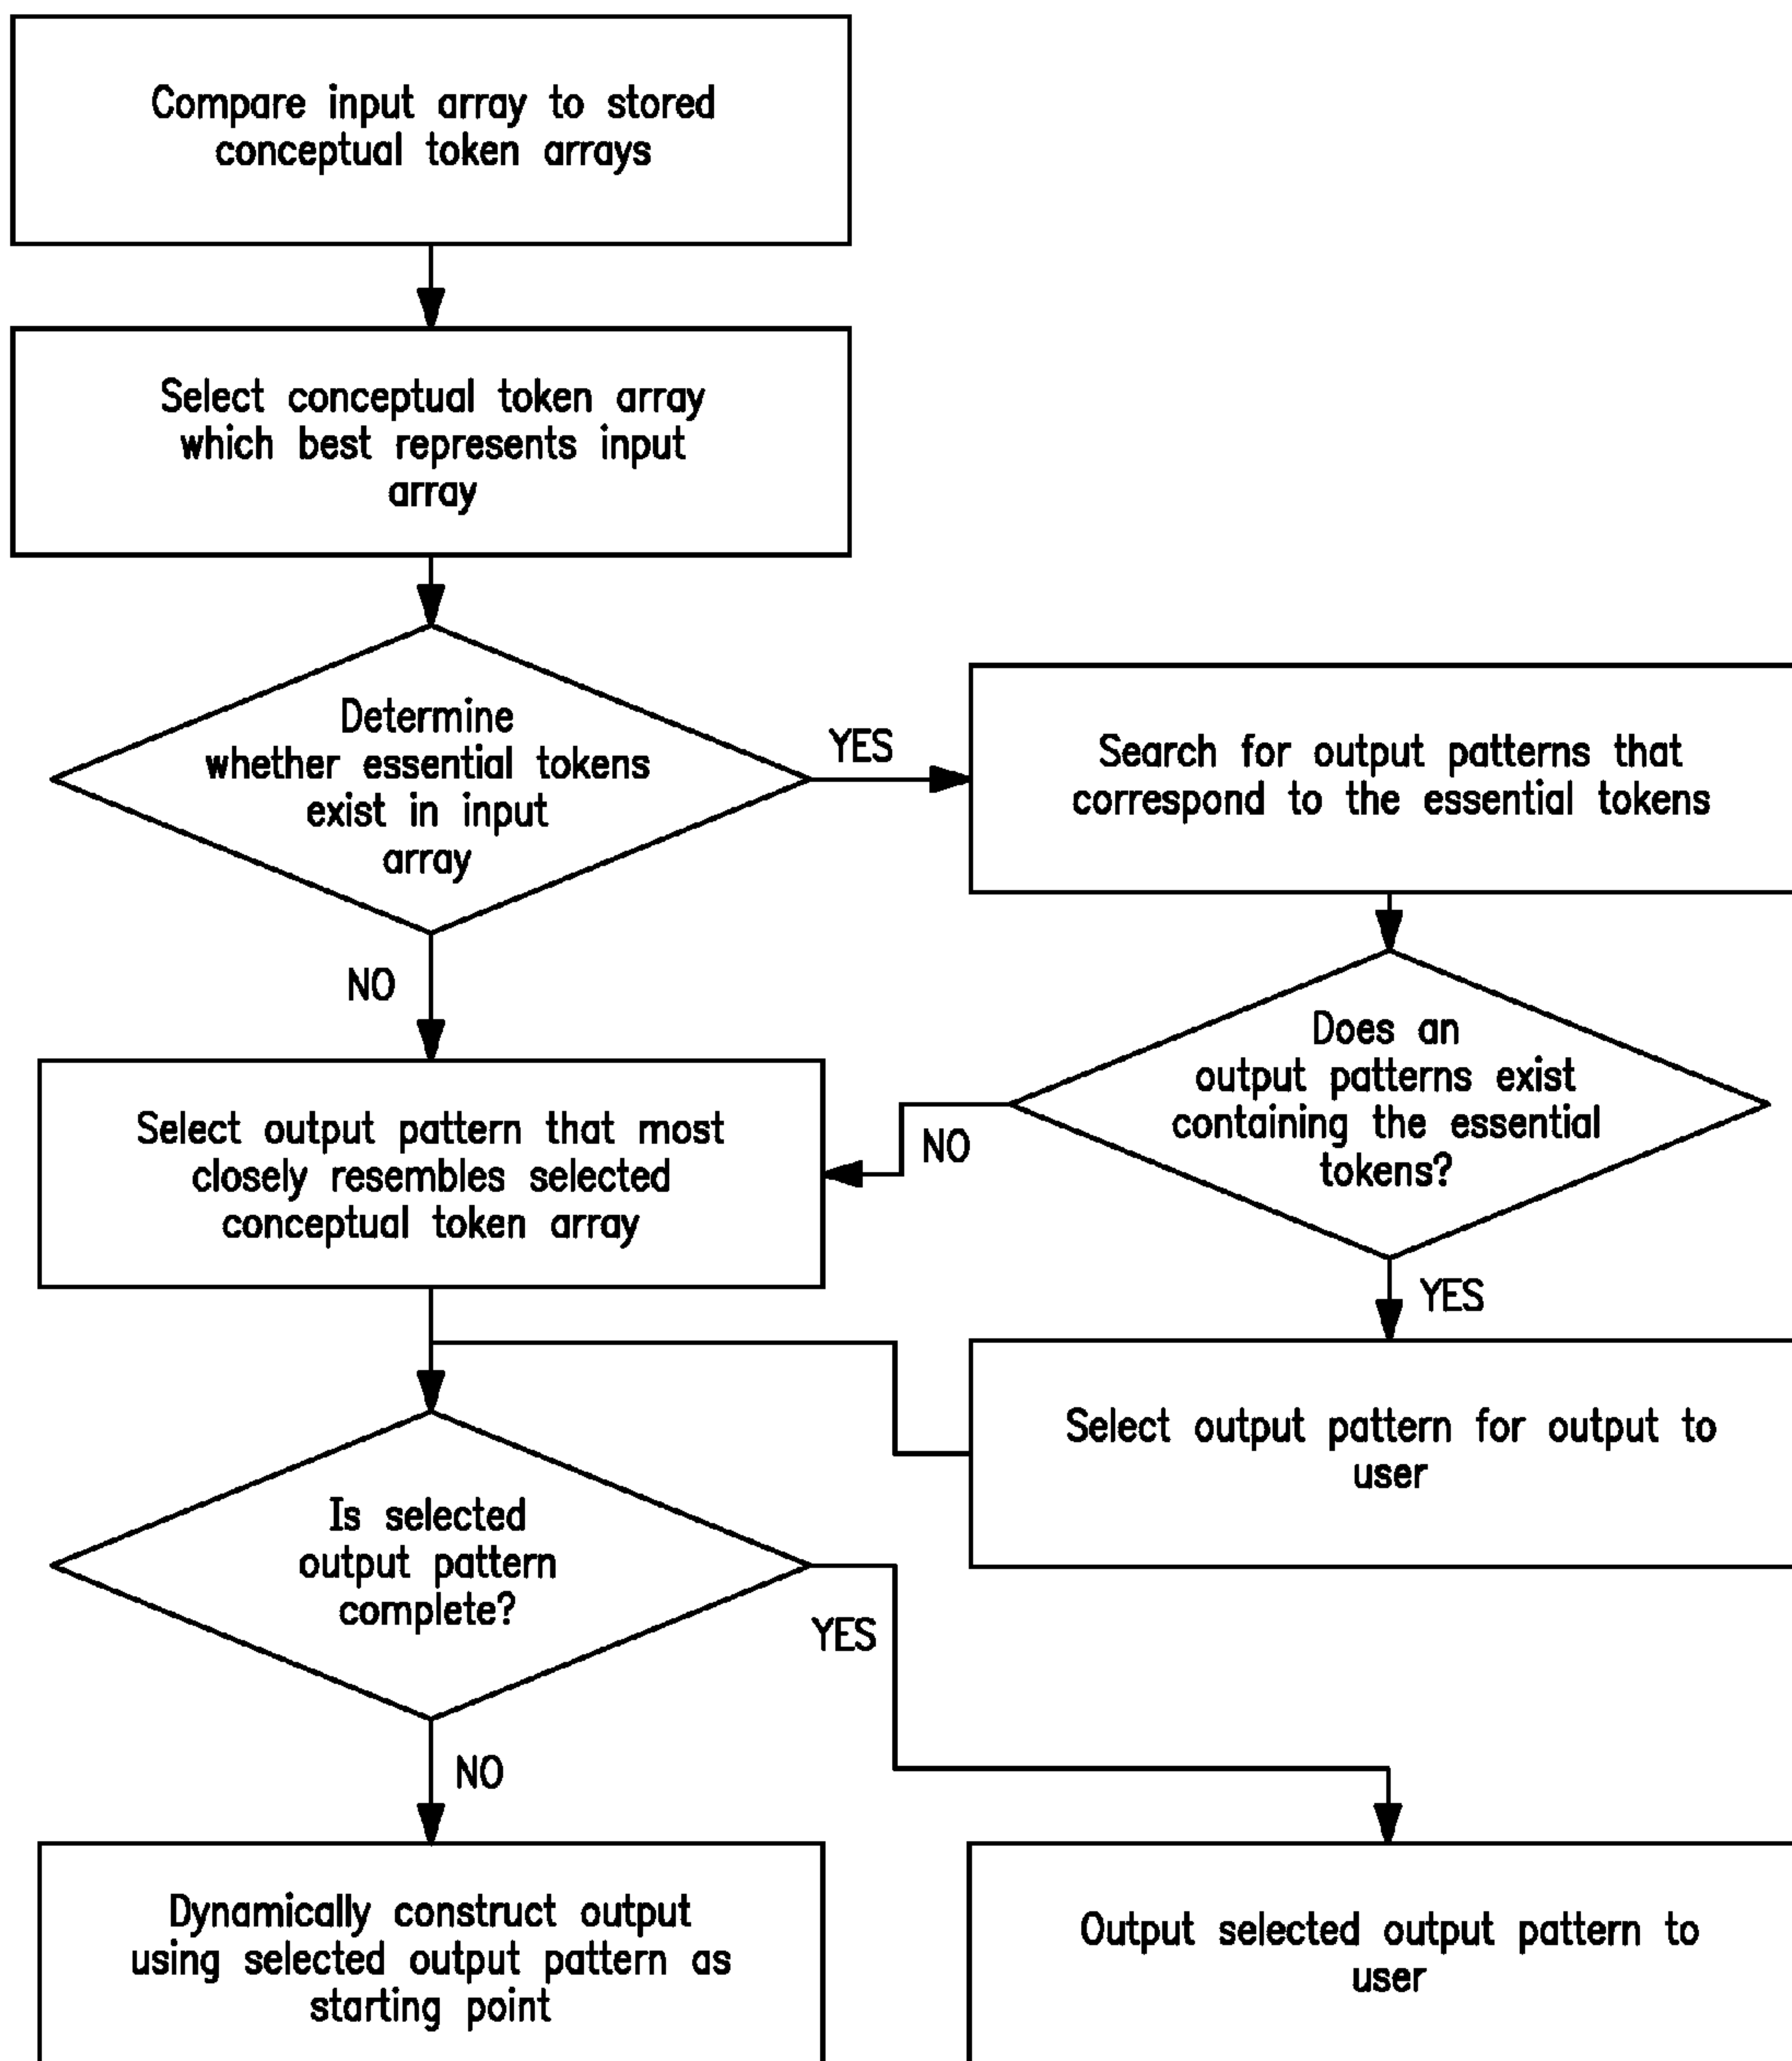 Compare input array to stored
conceptual token arrays
Select conceptual token array
which best represents input
array
Determine
whether essential tokens
exist in input
array
YES
Search for output patterns that
correspond to the essential tokens
NO
Does an
output patterns exist
containing the essential
tokens?
NO
YES
Select output pattern that most
closely resembles selected
conceptual token array
Select output pattern for output to
user
Is selected
output pattern
complete?
YES
NO
Dynamically construct output
using selected output pattern as
starting point
Output selected output pattern to
user